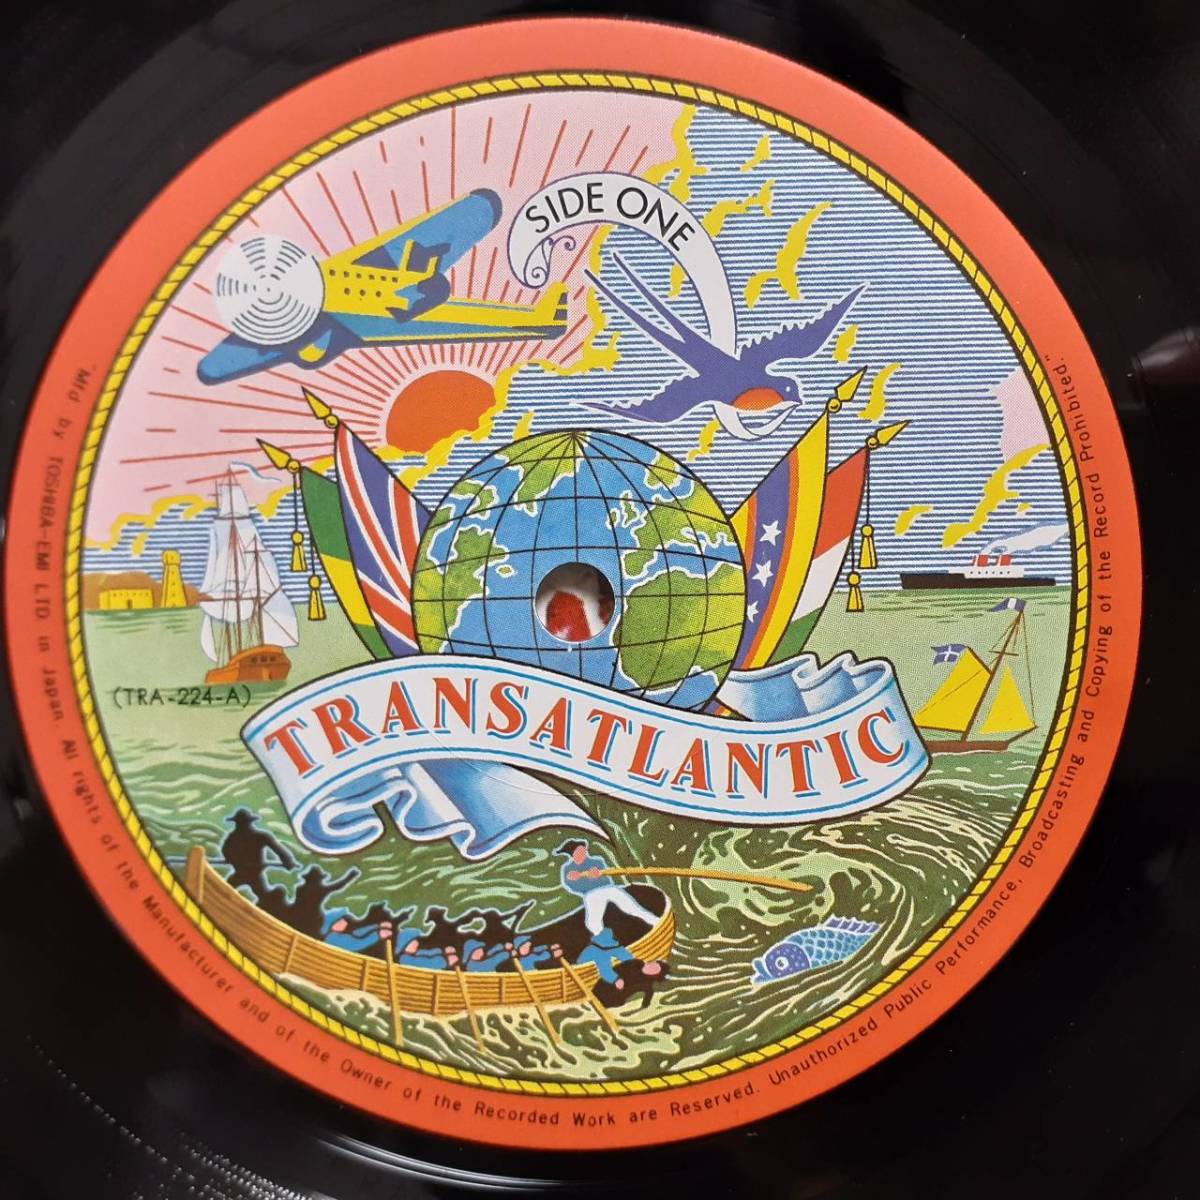 SIDE ONE
(TRA-224-A)
TRANSATLANTIC
"Mfd by TOSHIBA-EMI LTD. in Japan. All rights of the Manufacturer and of the Owner of the Recorded Work are Reserved. Unauthorized Public Performance, Broadcasting and Copying of the Record Prohibited."